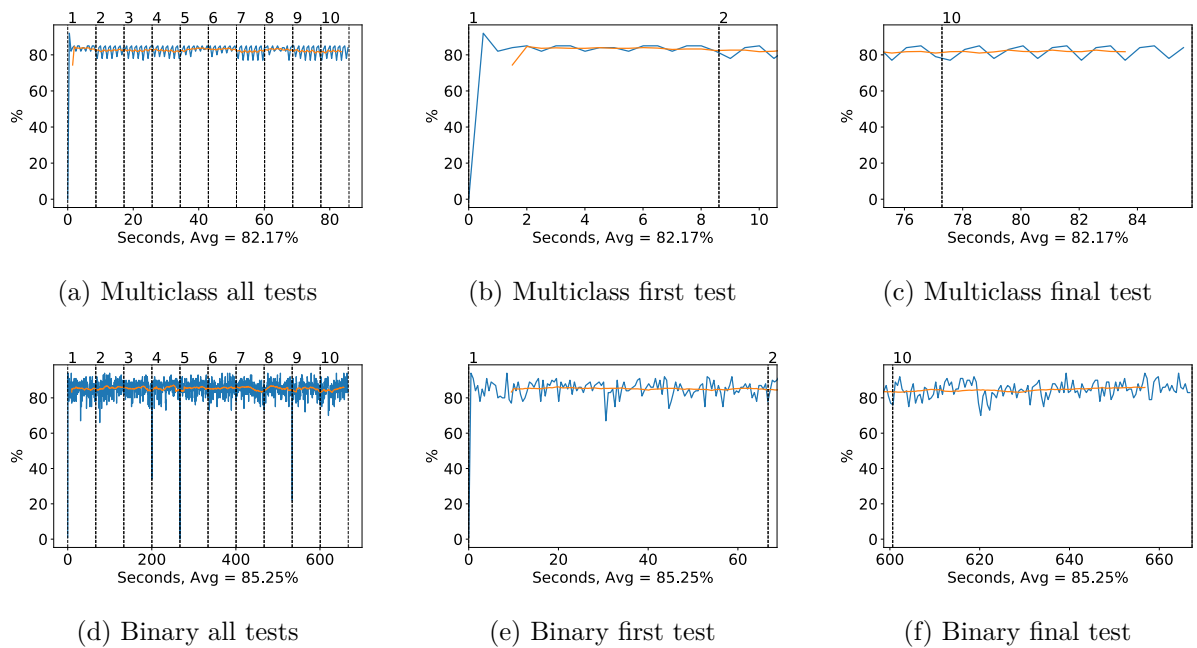 1 2 3 4 5 6 7 8 9 10
%
80
60
40
20
0
0 20 40 60 80
Seconds, Avg = 82.17%
(a) Multiclass all tests
1 2
%
80
60
40
20
0
0 2 4 6 8 10
Seconds, Avg = 82.17%
(b) Multiclass first test
10
%
80
60
40
20
0
76 78 80 82 84
Seconds, Avg = 82.17%
(c) Multiclass final test
1 2 3 4 5 6 7 8 9 10
%
80
60
40
20
0
0 200 400 600
Seconds, Avg = 85.25%
(d) Binary all tests
1 2
%
80
60
40
20
0
0 20 40 60
Seconds, Avg = 85.25%
(e) Binary first test
10
%
80
60
40
20
0
600 620 640 660
Seconds, Avg = 85.25%
(f) Binary final test